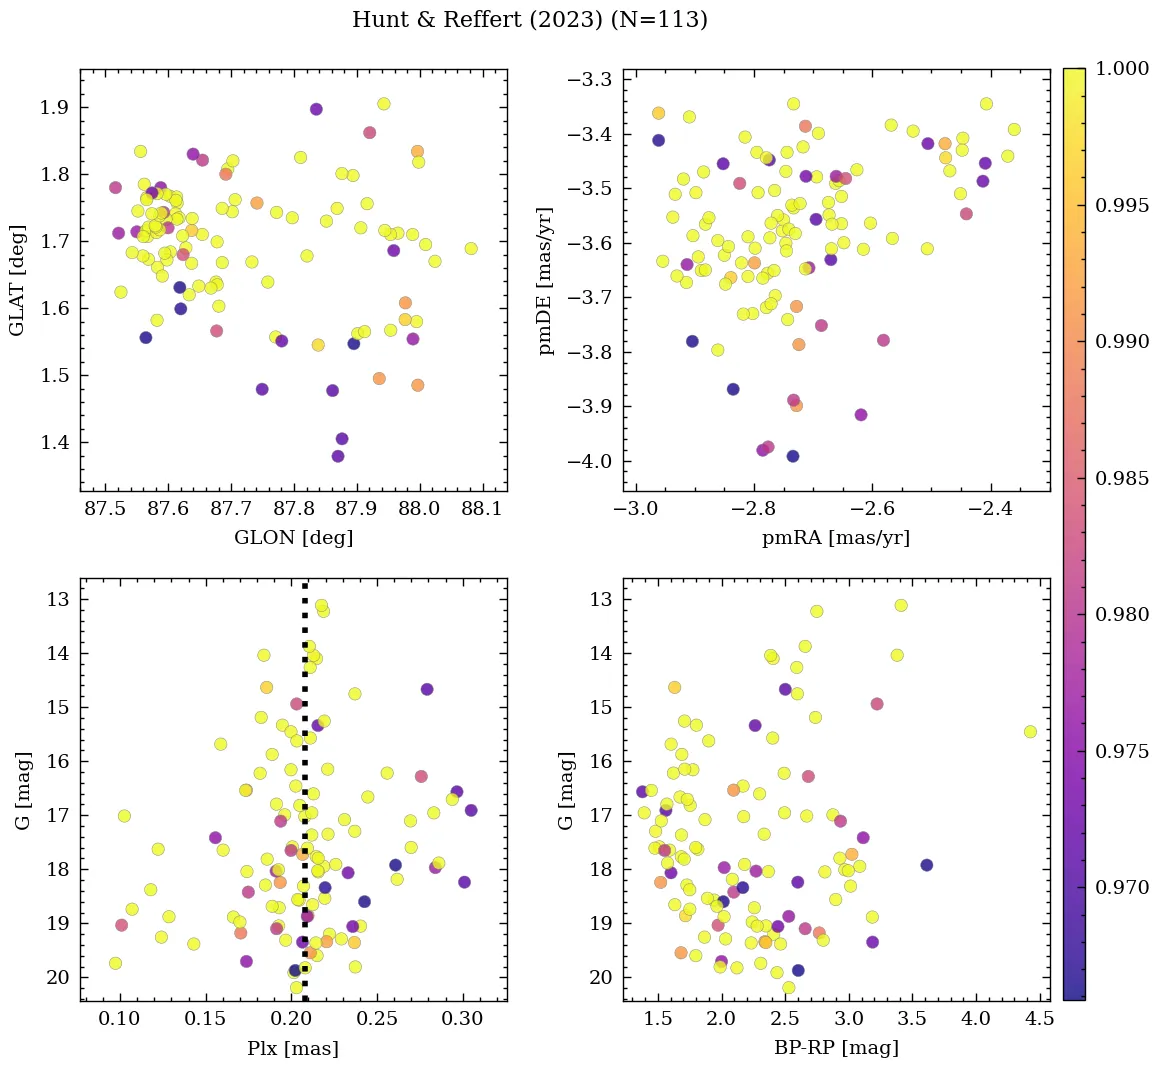 Hunt & Reffert (2023) (N=113)
GLAT [deg]
1.9
1.8
1.7
1.6
1.5
1.4
87.5 87.6 87.7 87.8 87.9 88.0 88.1
GLON [deg]
pmDE [mas/yr]
−3.3
−3.4
−3.5
−3.6
−3.7
−3.8
−3.9
−4.0
−3.0 −2.8 −2.6 −2.4
pmRA [mas/yr]
G [mag]
13
14
15
16
17
18
19
20
0.10 0.15 0.20 0.25 0.30
Plx [mas]
G [mag]
13
14
15
16
17
18
19
20
1.5 2.0 2.5 3.0 3.5 4.0 4.5
BP-RP [mag]
1.000
0.995
0.990
0.985
0.980
0.975
0.970